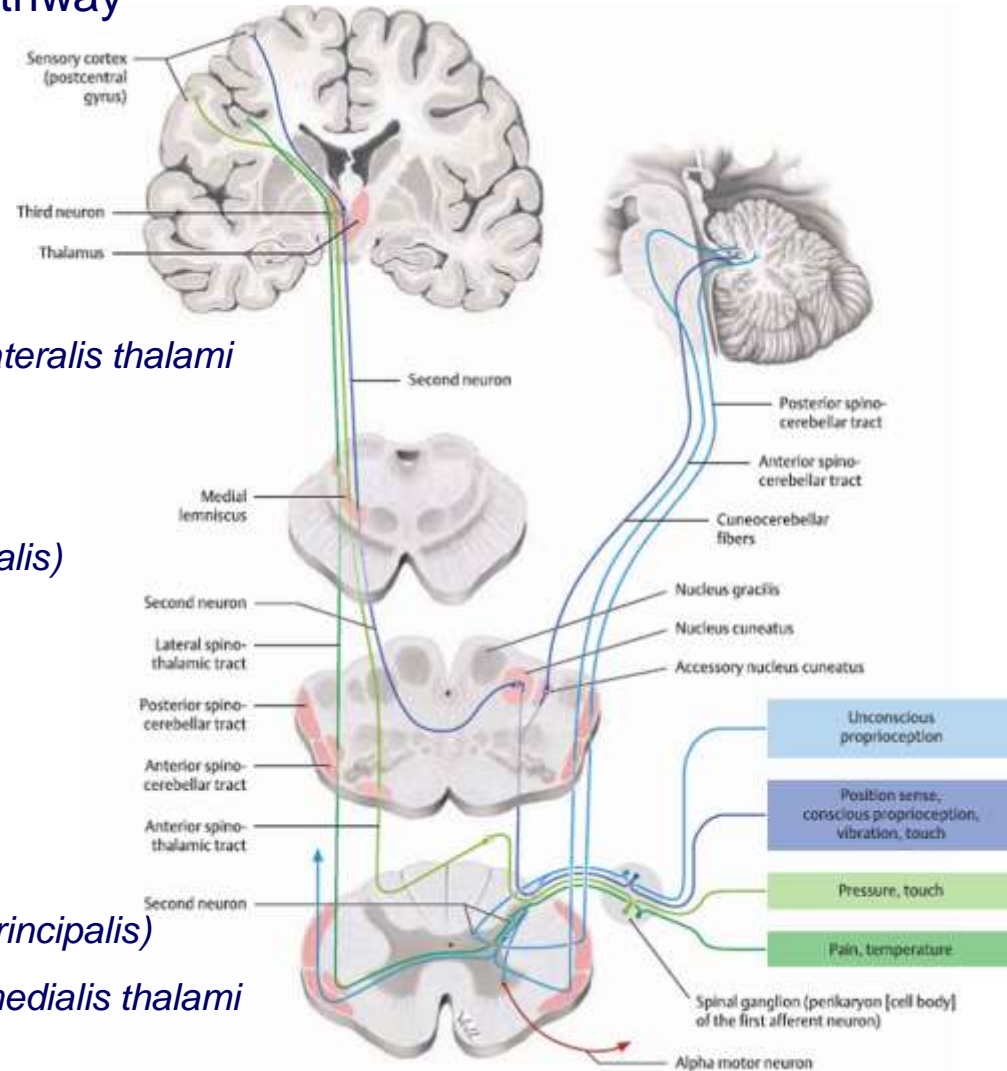 thway
Sensory cortex
(postcentral
gyrus)
Third neuron
Thalamus
ateralis thalami
Second neuron
Posterior spino-
cerebellar tract
Anterior spino-
cerebellar tract
Medial
lemniscus
Cuneocerebellar
fibers
alis)
Nucleus gracilis
Second neuron
Nucleus cuneatus
Lateral spino-
thalamic tract
Accessory nucleus cuneatus
Posterior spino-
cerebellar tract
Unconscious
proprioception
Anterior spino-
cerebellar tract
Position sense,
conscious proprioception,
vibration, touch
Anterior spino-
thalamic tract
Pressure, touch
Second neuron
rincipalis)
Pain, temperature
medialis thalami
Spinal ganglion (perikaryon [cell body]
of the first afferent neuron)
Alpha motor neuron